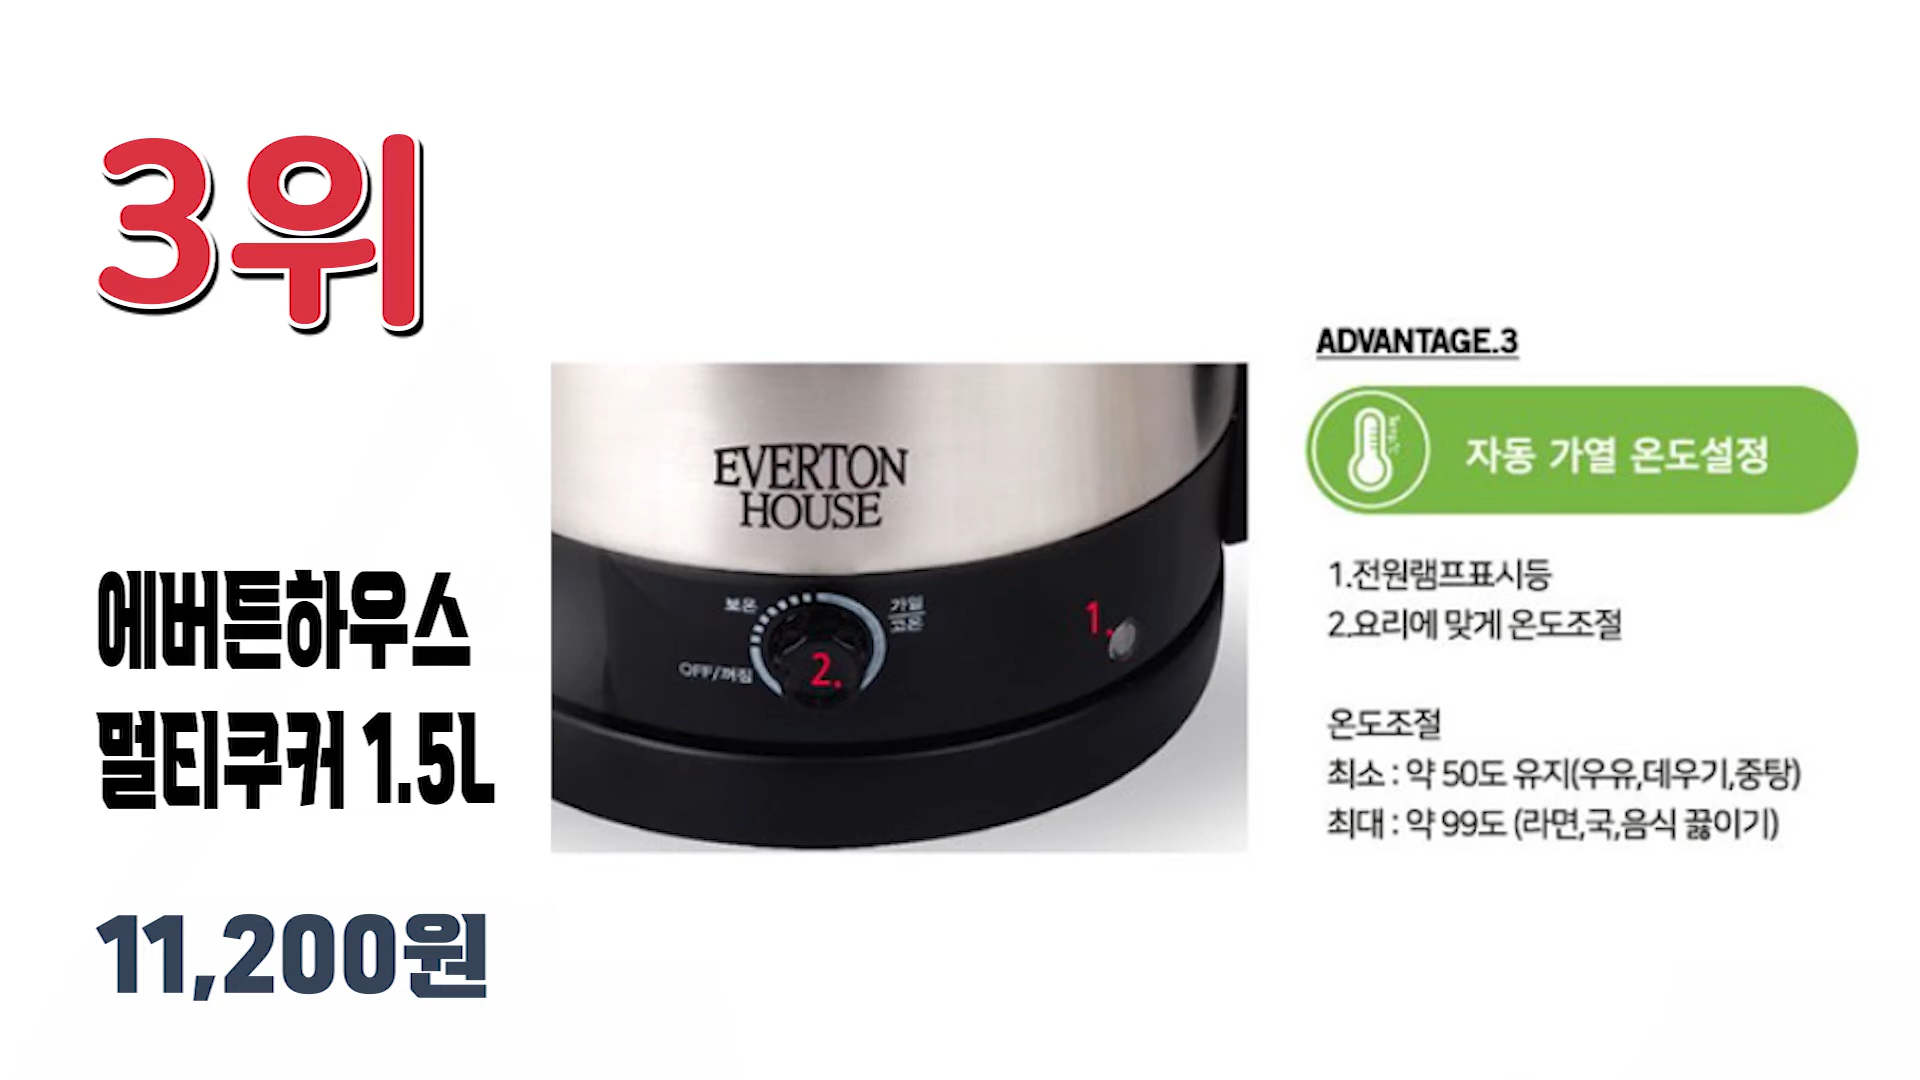 3위
에버튼하우스
멀티쿠커 1.5L
11,200원
EVERTON
HOUSE
보온
가열
고온
OFF/꺼짐
1.
2.
ADVANTAGE.3
자동 가열 온도설정
1.전원램프표시등
2.요리에 맞게 온도조절
온도조절
최소 : 약 50도 유지(우유,데우기,중탕)
최대 : 약 99도 (라면,국,음식 끓이기)